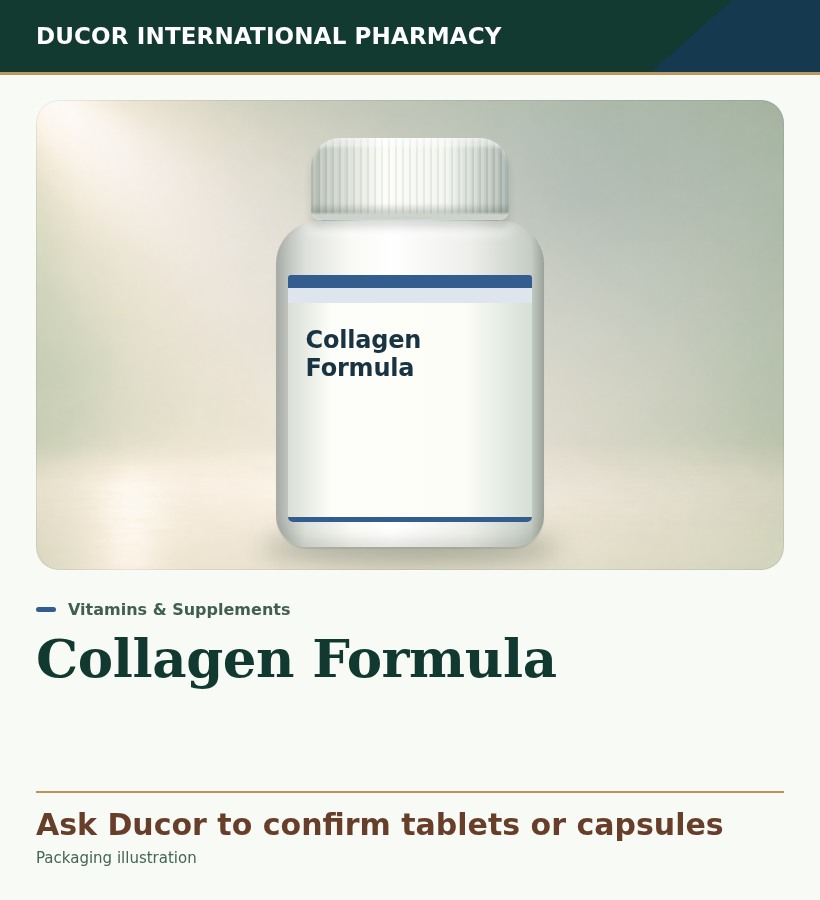 DUCOR INTERNATIONAL PHARMACY
Collagen
Formula
Vitamins & Supplements
Collagen Formula
Ask Ducor to confirm tablets or capsules
Packaging illustration